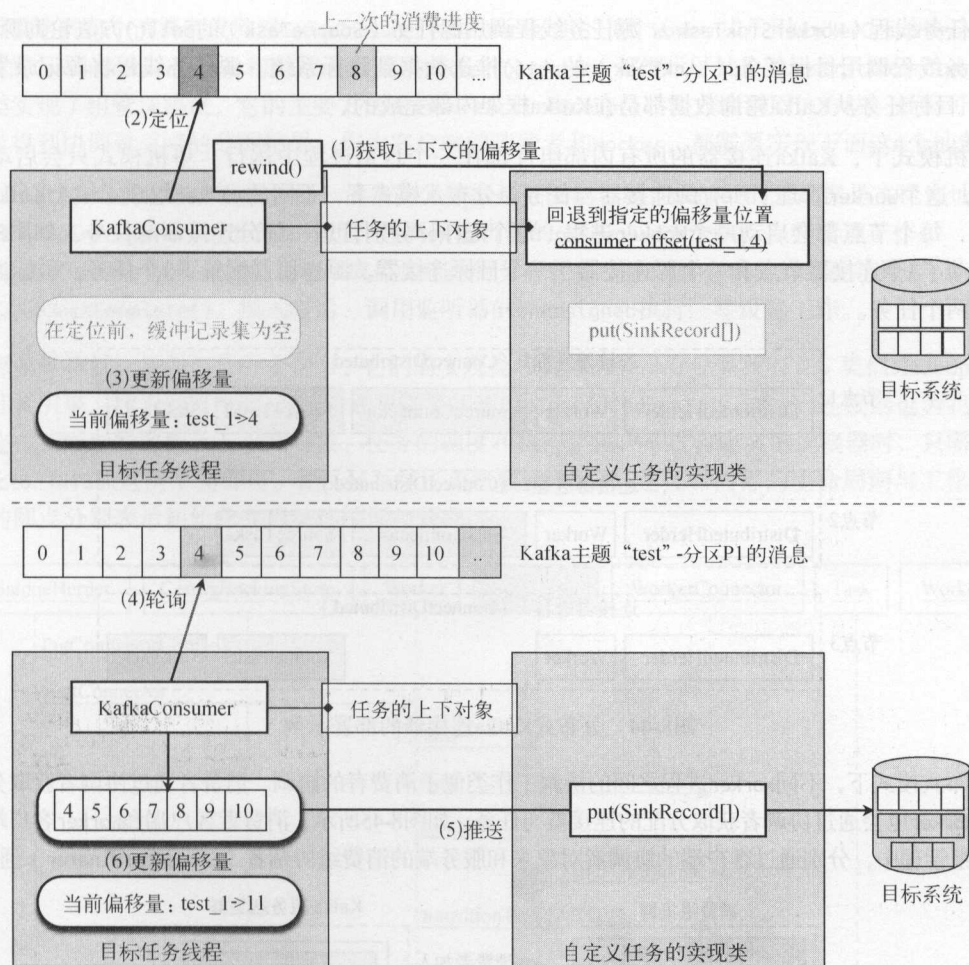 上一次的消费进度
0 1 2 3 4 5 6 7 8 9 10 ..
Kafka主题“test”-分区P1的消息
(2)定位
(1)获取上下文的偏移量
rewind()
KafkaConsumer
任务的上下对象
回退到指定的偏移量位置
consumer offset(test_1,4)
在定位前，缓冲记录集为空
put(SinkRecord[])
(3)更新偏移量
当前偏移量：test_1>4
目标系统
目标任务线程
自定义任务的实现类
0 1 2 3 4 5 6 7 8 9 10 ..
Kafka主题“test”-分区P1的消息
(4)轮询
KafkaConsumer
任务的上下对象
4 5 6 7 8 9 10
put(SinkRecord[])
(5)推送
(6)更新偏移量
当前偏移量：test_1>11
目标系统
目标任务线程
自定义任务的实现类